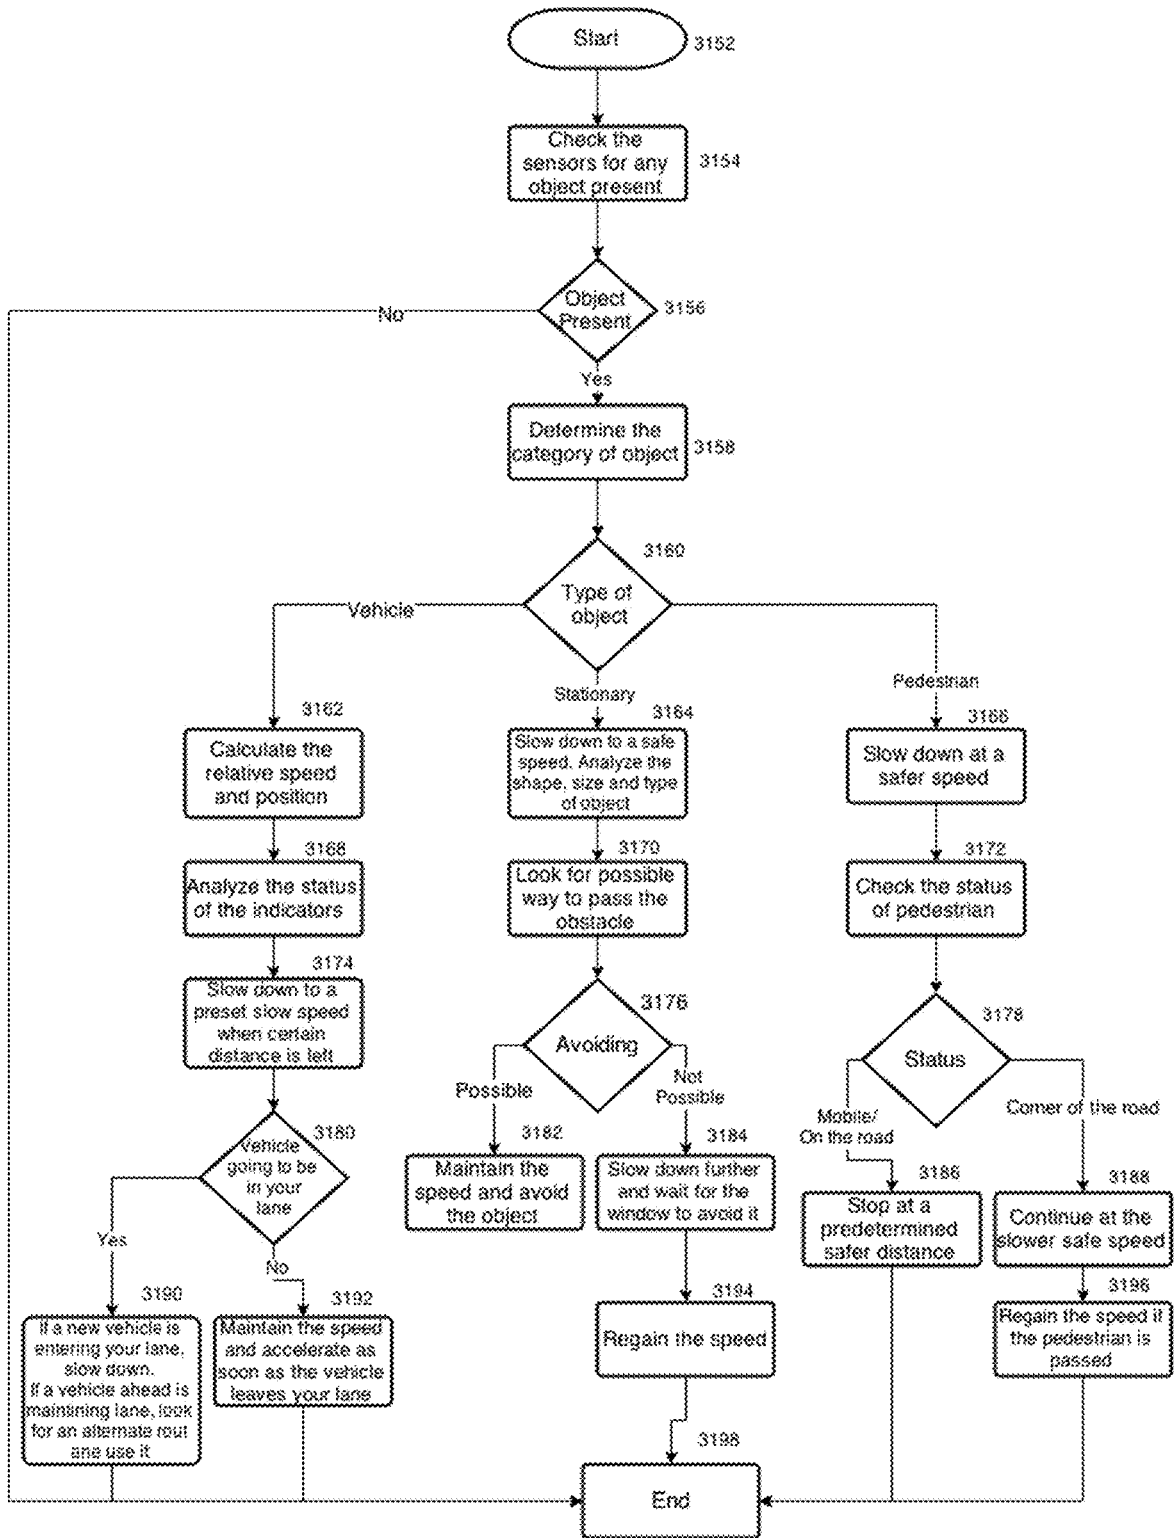 Start
3152
Check the
sensors for any
object present
3154
Object
Present
3156
No
Yes
Determine the
category of object
3158
3160
Type of
object
Vehicle
Stationary
Pedestrian
3162
Calculate the
relative speed
and position
3164
Slow down to a safe
speed. Analyze the
shape, size and type
of object
3166
Slow down at a
safer speed
3168
Analyze the status
of the indicators
3170
Look for possible
way to pass the
obstacle
3172
Check the status
of pedestrian
3174
Slow down to a
preset slow speed
when certain
distance is left
3176
Avoiding
Possible
Not
Possible
3178
Status
Mobile/
On the road
Corner of the road
3180
Vehicle
going to be
in your
lane
Yes
No
3182
Maintain the
speed and avoid
the object
3184
Slow down further
and wait for the
window to avoid it
3186
Stop at a
predetermined
safer distance
3188
Continue at the
slower safe speed
3190
If a new vehicle is
entering your lane,
slow down.
If a vehicle ahead is
maintining lane, look
for an alternate rout
ane use it
3192
Maintain the speed
and accelerate as
soon as the vehicle
leaves your lane
3194
Regain the speed
3196
Regain the speed if
the pedestrian is
passed
3198
End